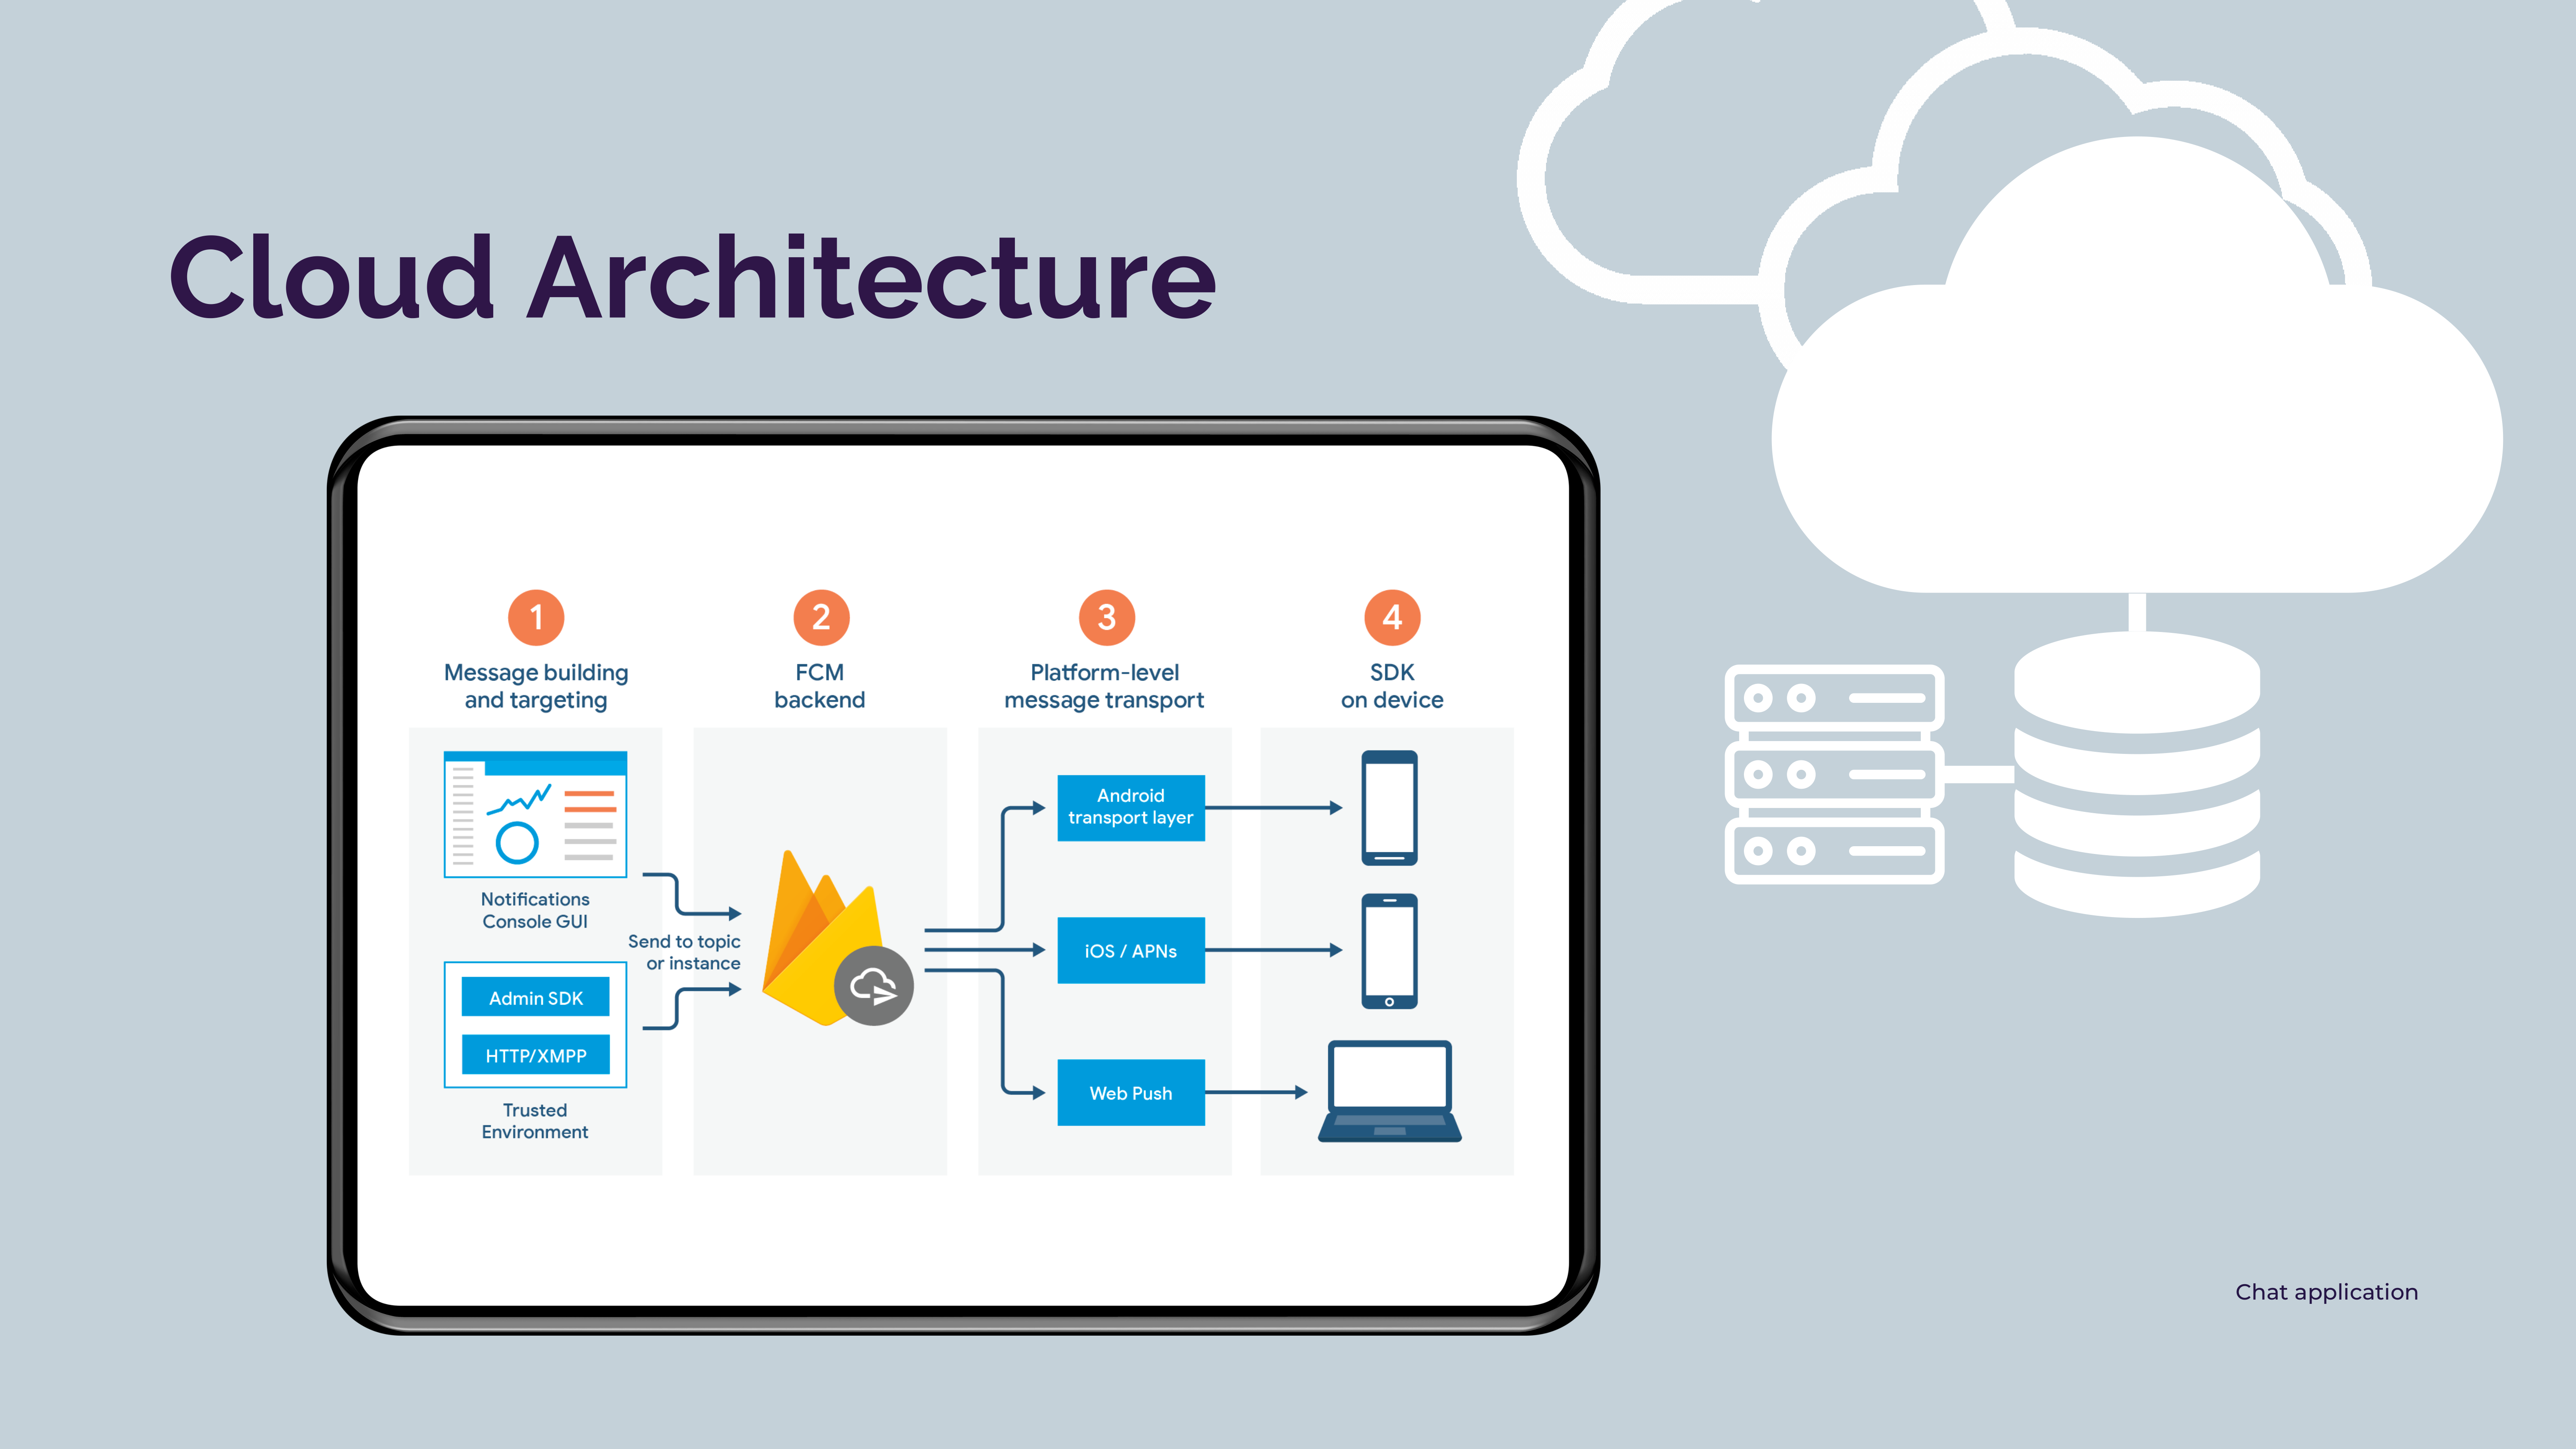 Cloud Architecture
1
Message building
and targeting
2
FCM
backend
3
Platform-level
message transport
4
SDK
on device
Notifications
Console GUI
Send to topic
or instance
Admin SDK
HTTP/XMPP
Trusted
Environment
Android
transport layer
iOS / APNs
Web Push
Chat application